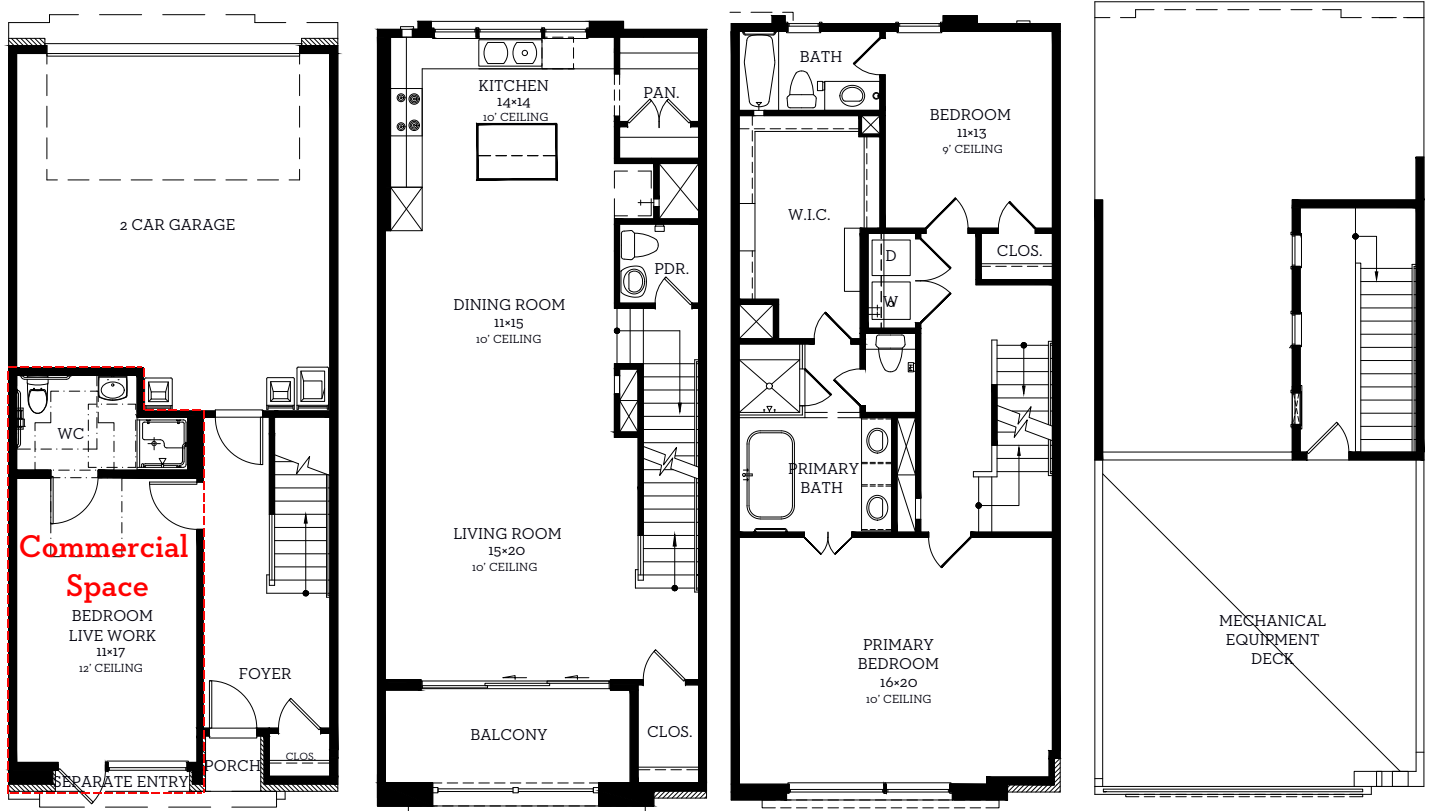 2 CAR GARAGE
WC
Commercial
Space
BEDROOM
LIVE WORK
11×17
12' CEILING
FOYER
CLOS.
PORCH
SEPARATE ENTRY
KITCHEN
14×14
10' CEILING
PAN.
PDR.
DINING ROOM
11×15
10' CEILING
LIVING ROOM
15×20
10' CEILING
BALCONY
CLOS.
BATH
BEDROOM
11×13
9' CEILING
W.I.C.
D
W
CLOS.
PRIMARY
BATH
PRIMARY
BEDROOM
16×20
10' CEILING
MECHANICAL
EQUIPMENT
DECK